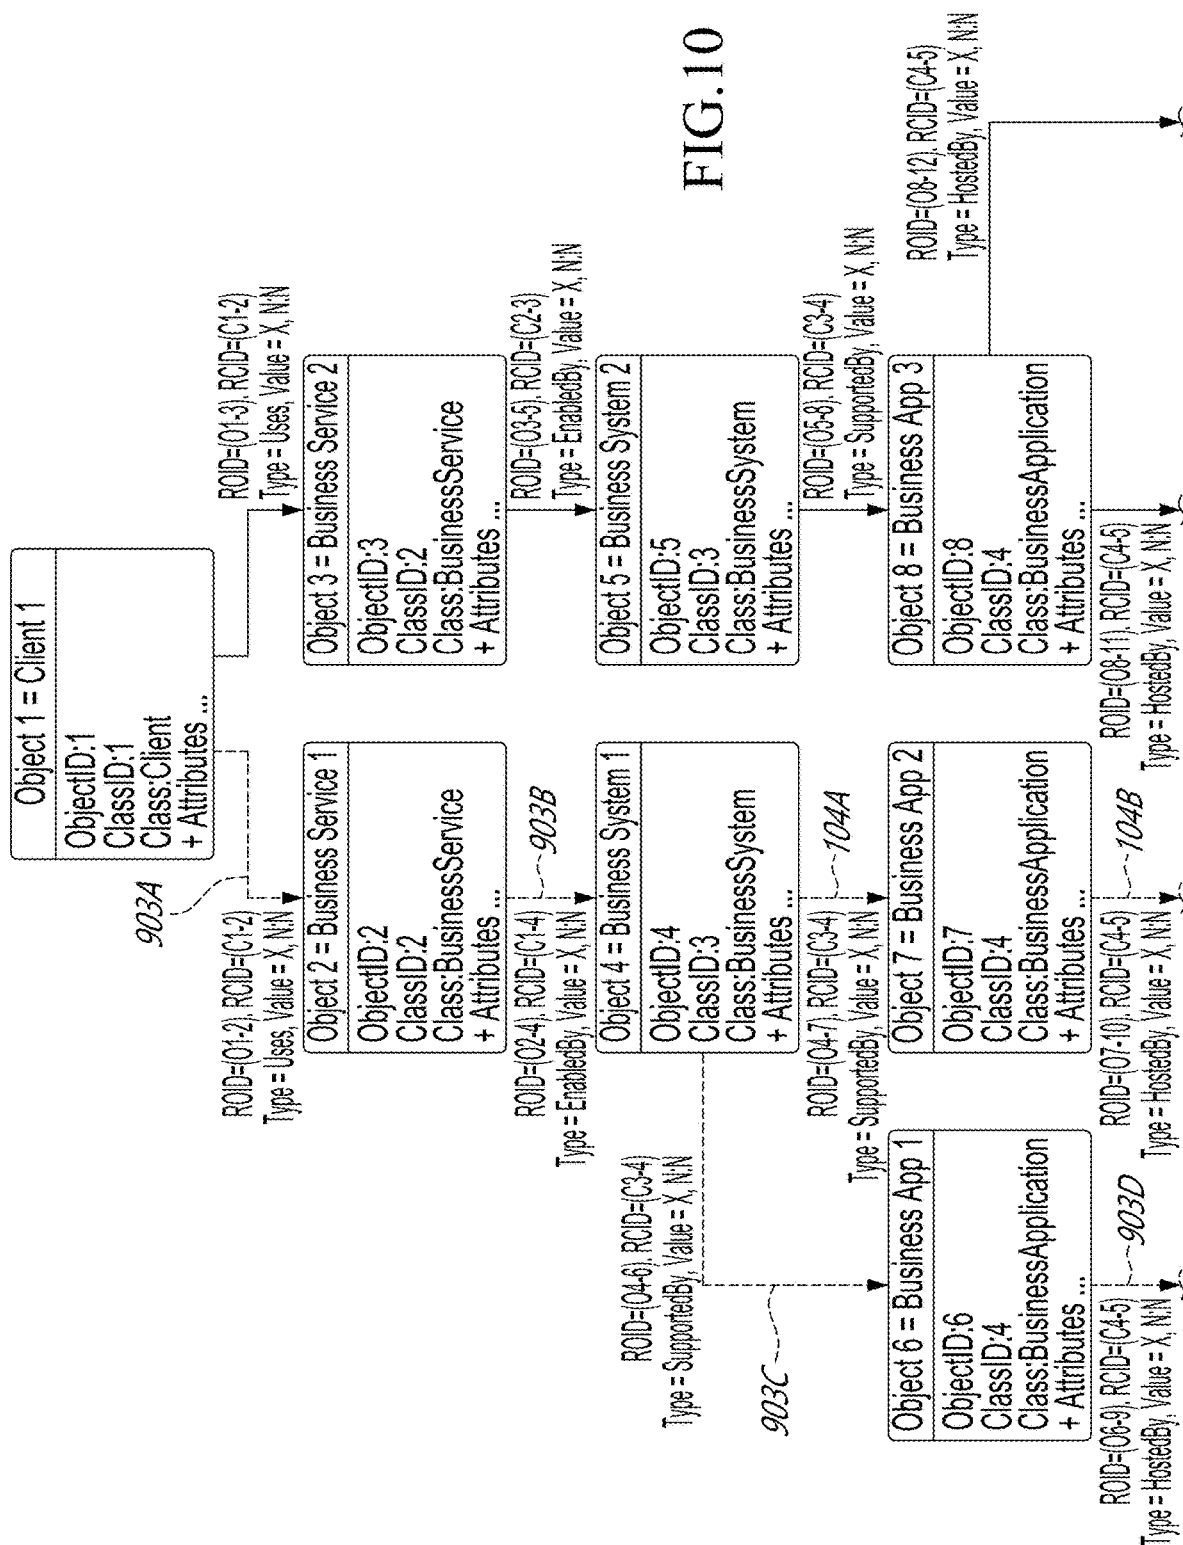 Object 1 = Client 1
ObjectID:1
ClassID:1
Class:Client
+ Attributes ...
903A
ROID=(O1-2), RCID=(C1-2)
Type = Uses, Value = X, N:N
ROID=(O1-3), RCID=(C1-2)
Type = Uses, Value = X, N:N
Object 2 = Business Service 1
ObjectID:2
ClassID:2
Class:BusinessService
+ Attributes ...
Object 3 = Business Service 2
ObjectID:3
ClassID:2
Class:BusinessService
+ Attributes ...
ROID=(O2-4), RCID=(C1-4)
Type = EnabledBy, Value = X, N:N
903B
ROID=(O3-5), RCID=(C2-3)
Type = EnabledBy, Value = X, N:N
Object 4 = Business System 1
ObjectID:4
ClassID:3
Class:BusinessSystem
+ Attributes ...
Object 5 = Business System 2
ObjectID:5
ClassID:3
Class:BusinessSystem
+ Attributes ...
ROID=(O4-6), RCID=(C3-4)
Type = SupportedBy, Value = X, N:N
903C
ROID=(O4-7), RCID=(C3-4)
Type = SupportedBy, Value = X, N:N
104A
ROID=(O5-8), RCID=(C3-4)
Type = SupportedBy, Value = X, N:N
Object 6 = Business App 1
ObjectID:6
ClassID:4
Class:BusinessApplication
+ Attributes ...
Object 7 = Business App 2
ObjectID:7
ClassID:4
Class:BusinessApplication
+ Attributes ...
Object 8 = Business App 3
ObjectID:8
ClassID:4
Class:BusinessApplication
+ Attributes ...
ROID=(O8-12), RCID=(C4-5)
Type = HostedBy, Value = X, N:N
ROID=(O6-9), RCID=(C4-5)
Type = HostedBy, Value = X, N:N
903D
ROID=(O7-10), RCID=(C4-5)
Type = HostedBy, Value = X, N:N
104B
ROID=(O8-11), RCID=(C4-5)
Type = HostedBy, Value = X, N:N
FIG.10